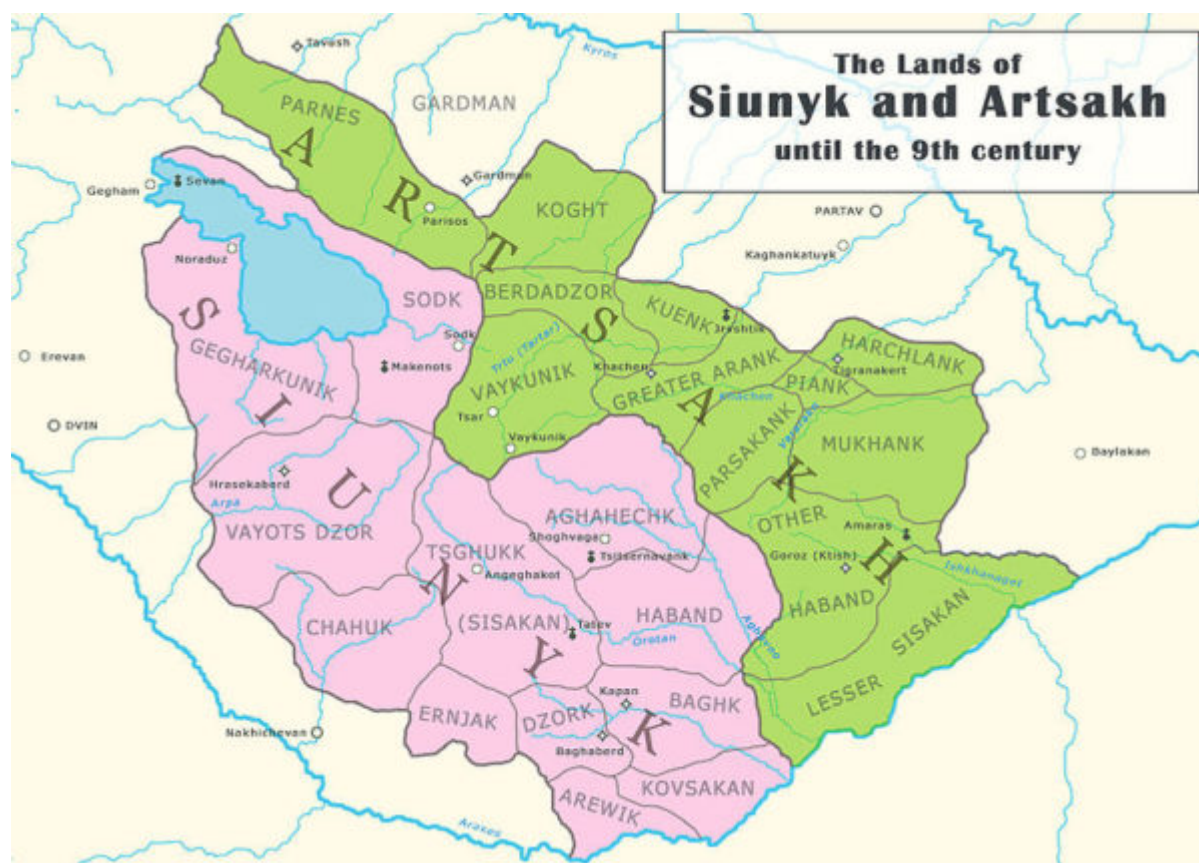 The Lands of
Siunyk and Artsakh
until the 9th century
Tavush
Kyros
PARNES
GARDMAN
Gegham
Sevan
Gardman
KOGHT
PARTAV
Parisos
Kaghankatuyk
Noraduz
SODK
BERDADZOR
KUENK
Jrvshtik
HARCHLANK
Sodk
Trtu (Tartar)
Erevan
GEGHARKUNIK
Makenots
VAYKUNIK
Khachen
GREATER ARANK
PIANK
Tigranakert
Khachen
Tsar
Vararakn
DVIN
Vaykunik
PARSAKANK
MUKHANK
Baylakan
Hrasekaberd
Arpa
VAYOTS DZOR
AGHAHECHK
OTHER
Amaras
Shoghvaga
TSGHUKK
Tsitsernavank
Goroz (Ktish)
Angeghakot
Ishkhanaget
HABAND
HABAND
CHAHUK
(SISAKAN)
Tatev
Orotan
Aghavno
SISAKAN
LESSER
Kapan
BAGHK
ERNJAK
DZORK
Nakhichevan
Baghaberd
KOVSAKAN
AREWIK
Araxes
ARTSAKH
SIUNYK